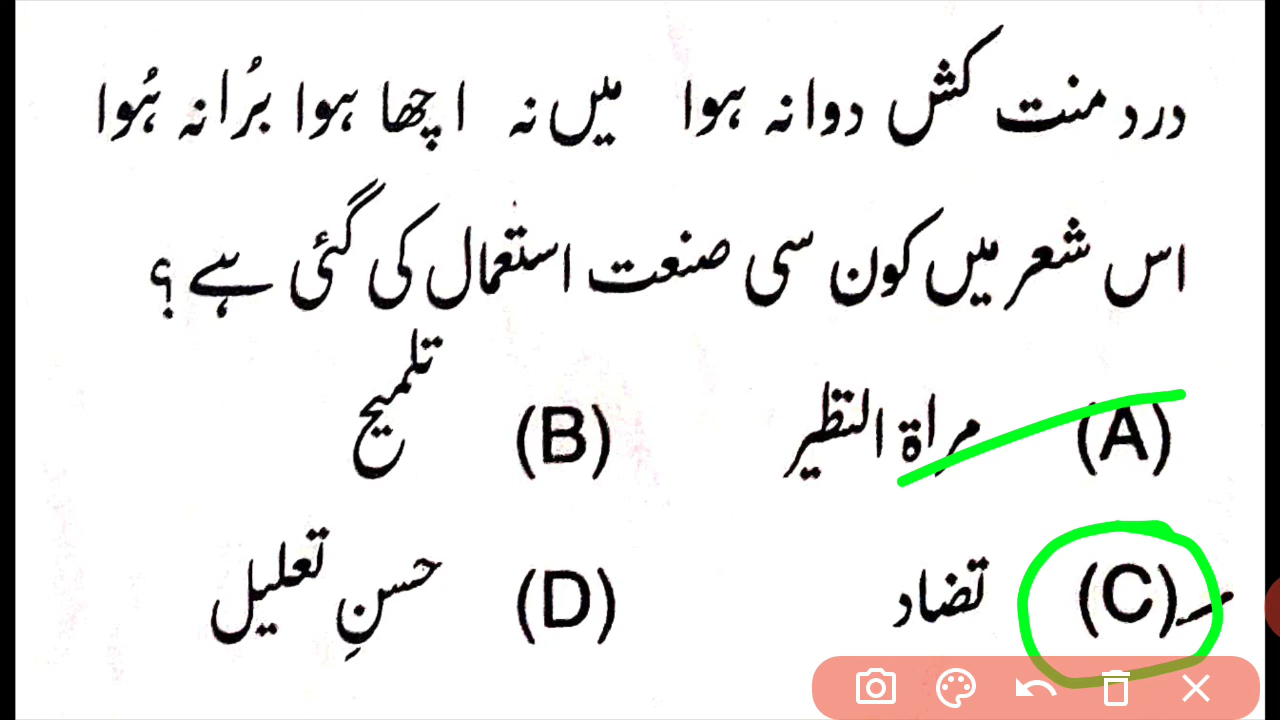 درد منت کش دوا نہ ہوا میں نہ اچھا ہوا بُرا نہ ہُوا
اس شعر میں کون سی صنعت استعمال کی گئی ہے ؟
(A) مراۃ النظیر (B) تلمیح
(C) تضاد (D) حسنِ تعلیل